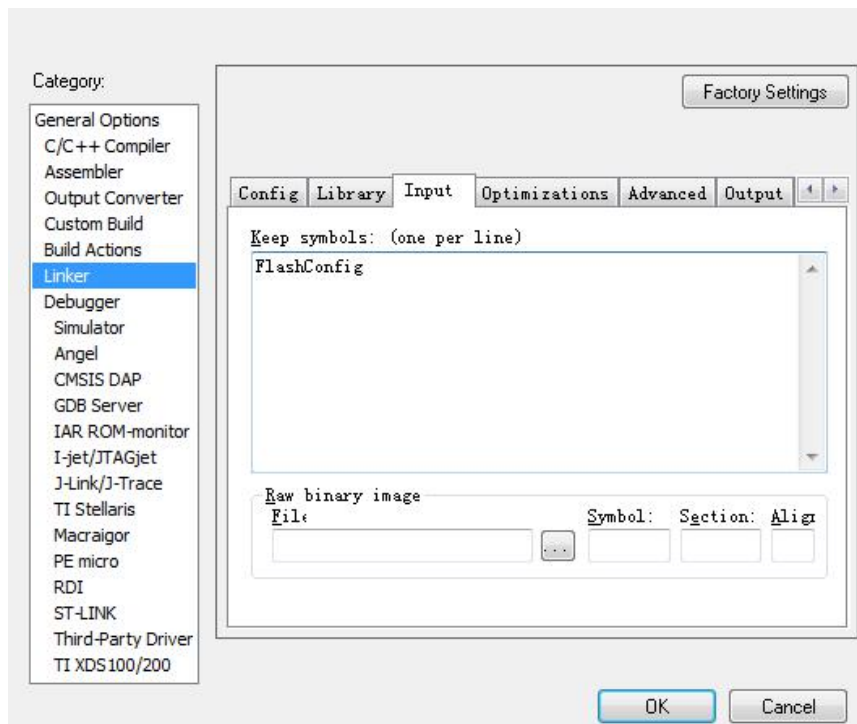 Category:
Factory Settings
General Options
C/C++ Compiler
Assembler
Output Converter
Custom Build
Build Actions
Linker
Debugger
Simulator
Angel
CMSIS DAP
GDB Server
IAR ROM-monitor
I-jet/JTAGjet
J-Link/J-Trace
TI Stellaris
Macraigor
PE micro
RDI
ST-LINK
Third-Party Driver
TI XDS100/200
Config Library Input Optimizations Advanced Output
Keep symbols: (one per line)
FlashConfig
Raw binary image
File Symbol: Section: Align
...
OK Cancel